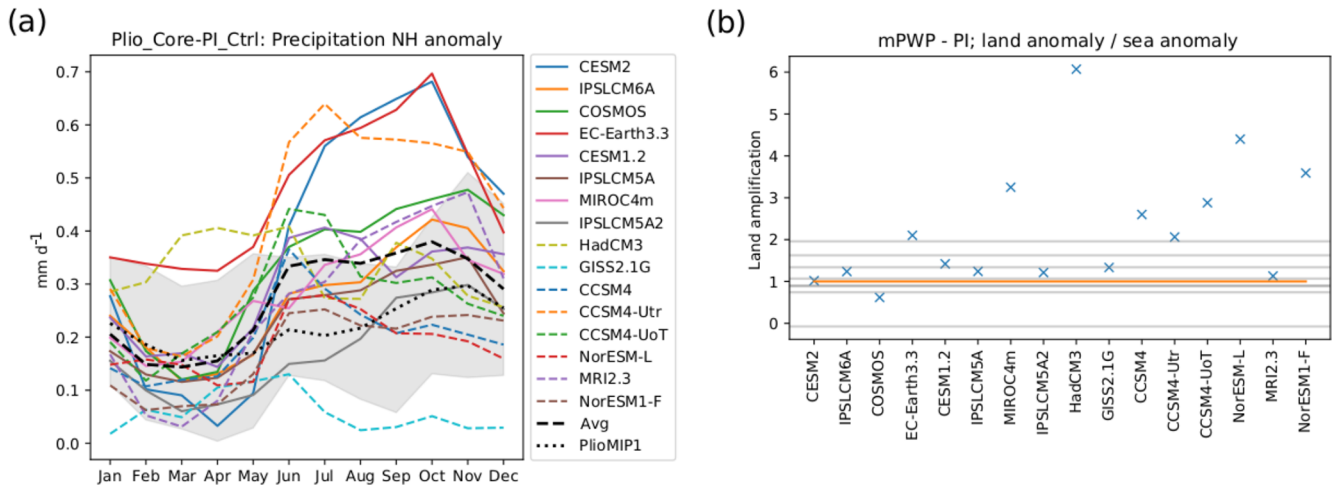 (a)
Plio_Core-PI_Ctrl: Precipitation NH anomaly
mm d-1
0.7
0.6
0.5
0.4
0.3
0.2
0.1
0.0
Jan Feb Mar Apr May Jun Jul Aug Sep Oct Nov Dec
CESM2
IPSLCM6A
COSMOS
EC-Earth3.3
CESM1.2
IPSLCM5A
MIROC4m
IPSLCM5A2
HadCM3
GISS2.1G
CCSM4
CCSM4-Utr
CCSM4-UoT
NorESM-L
MRI2.3
NorESM1-F
Avg
PlioMIP1
(b)
mPWP - PI; land anomaly / sea anomaly
Land amplification
6
5
4
3
2
1
0
CESM2
IPSLCM6A
COSMOS
EC-Earth3.3
CESM1.2
IPSLCM5A
MIROC4m
IPSLCM5A2
HadCM3
GISS2.1G
CCSM4
CCSM4-Utr
CCSM4-UoT
NorESM-L
MRI2.3
NorESM1-F